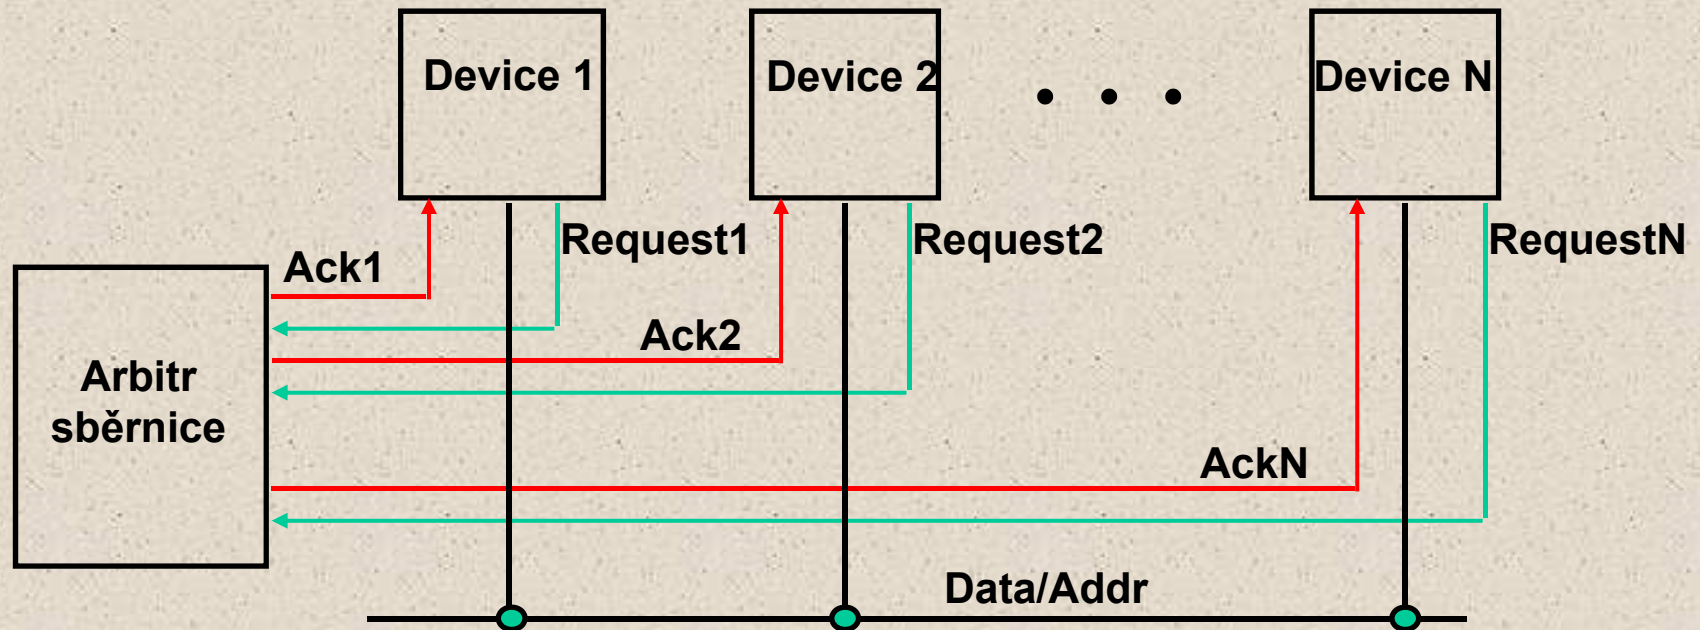 Device 1
Device 2
• • •
Device N
Request1
Request2
RequestN
Ack1
Ack2
Arbitr
sběrnice
AckN
Data/Addr